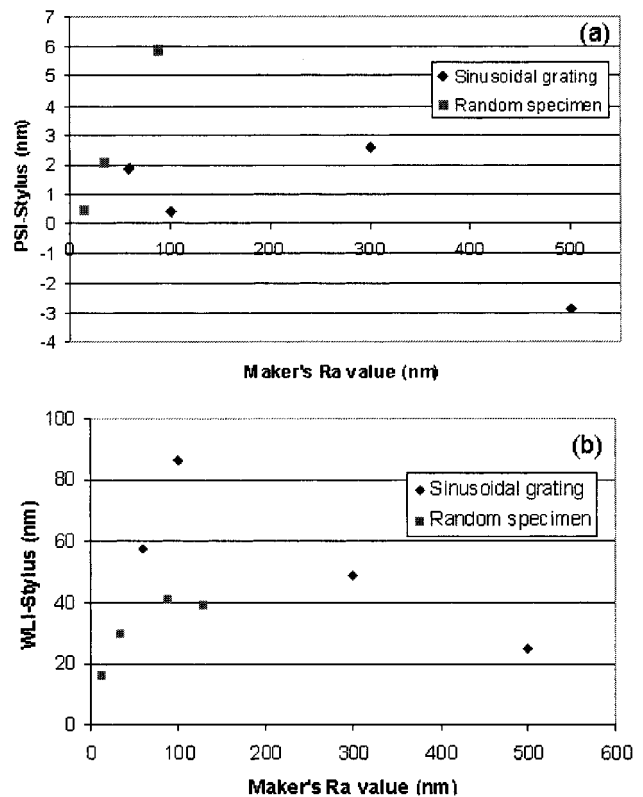 (a)
7
6
5
4
3
2
1
0
-1
-2
-3
-4
PSI-Stylus (nm)
Sinusoidal grating
Random specimen
0 100 200 300 400 500
Maker's Ra value (nm)
(b)
100
80
60
40
20
0
WLI-Stylus (nm)
Sinusoidal grating
Random specimen
0 100 200 300 400 500 600
Maker's Ra value (nm)